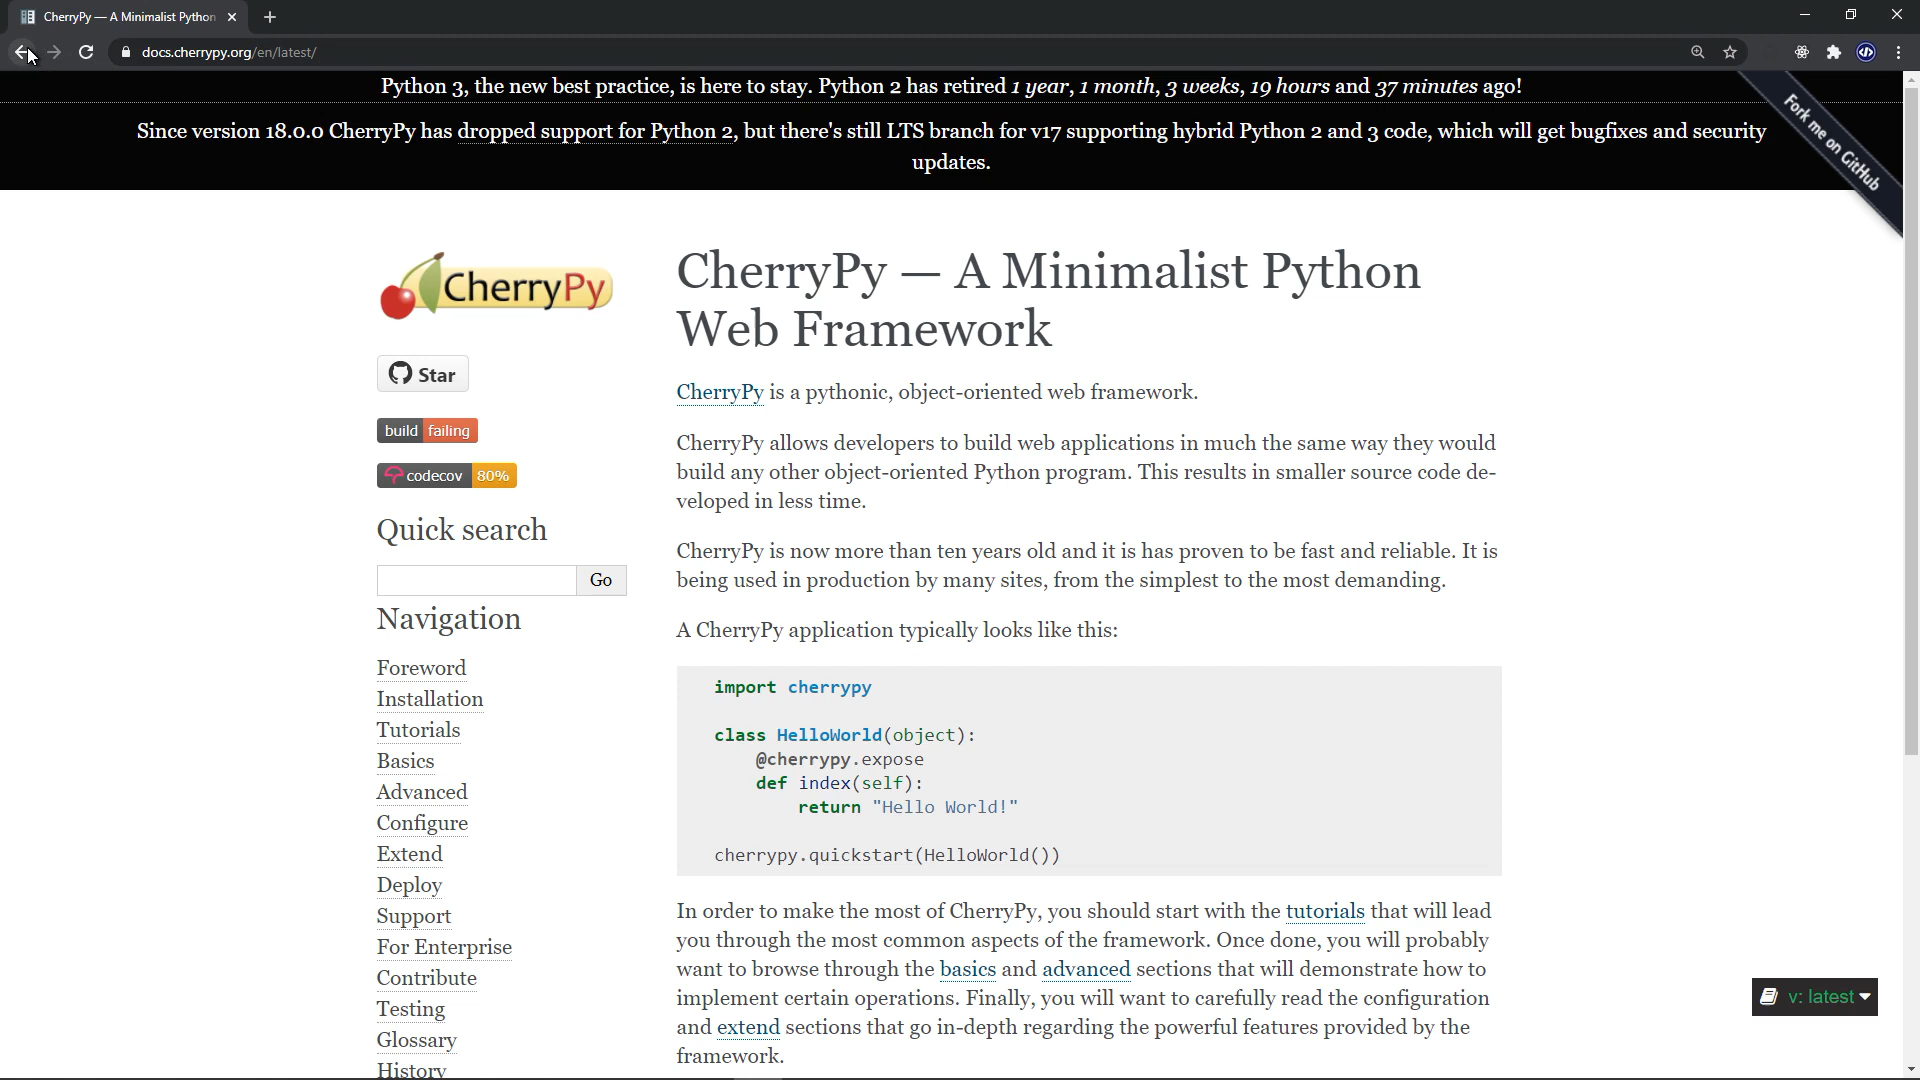 CherryPy — A Minimalist Python
docs.cherrypy.org/en/latest/
Python 3, the new best practice, is here to stay. Python 2 has retired 1 year, 1 month, 3 weeks, 19 hours and 37 minutes ago!
Since version 18.0.0 CherryPy has dropped support for Python 2, but there's still LTS branch for v17 supporting hybrid Python 2 and 3 code, which will get bugfixes and security
updates.
Fork me on GitHub
CherryPy
Star
build failing
codecov 80%
Quick search
Go
Navigation
Foreword
Installation
Tutorials
Basics
Advanced
Configure
Extend
Deploy
Support
For Enterprise
Contribute
Testing
Glossary
History
CherryPy — A Minimalist Python
Web Framework
CherryPy is a pythonic, object-oriented web framework.
CherryPy allows developers to build web applications in much the same way they would
build any other object-oriented Python program. This results in smaller source code de-
veloped in less time.
CherryPy is now more than ten years old and it is has proven to be fast and reliable. It is
being used in production by many sites, from the simplest to the most demanding.
A CherryPy application typically looks like this:
import cherrypy
class HelloWorld(object):
@cherrypy.expose
def index(self):
return "Hello World!"
cherrypy.quickstart(HelloWorld())
In order to make the most of CherryPy, you should start with the tutorials that will lead
you through the most common aspects of the framework. Once done, you will probably
want to browse through the basics and advanced sections that will demonstrate how to
implement certain operations. Finally, you will want to carefully read the configuration
and extend sections that go in-depth regarding the powerful features provided by the
framework.
v: latest